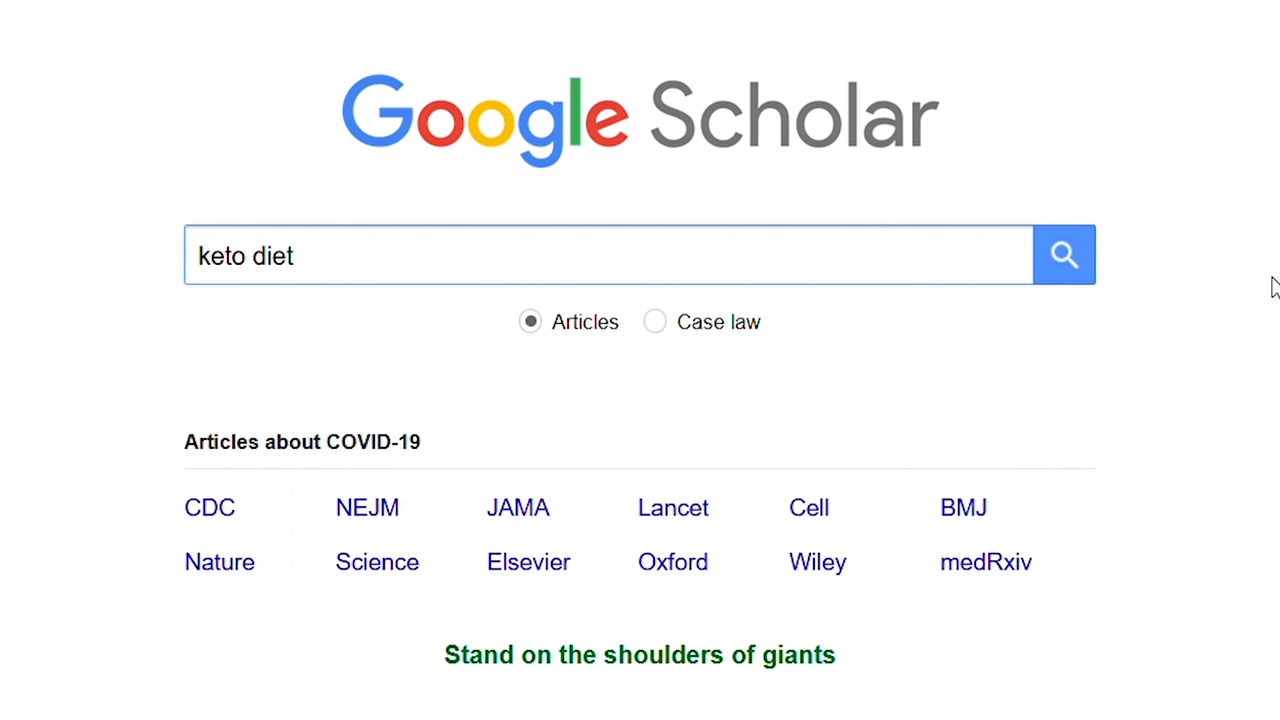 Google Scholar
keto diet
Articles Case law
Articles about COVID-19
CDC NEJM JAMA Lancet Cell BMJ
Nature Science Elsevier Oxford Wiley medRxiv
Stand on the shoulders of giants